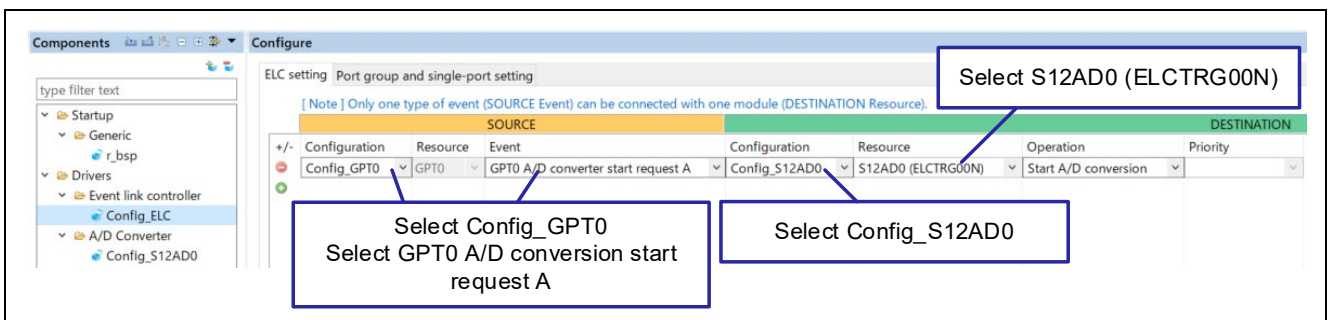 Components
Configure
type filter text
Startup
Generic
r_bsp
Drivers
Event link controller
Config_ELC
A/D Converter
Config_S12AD0
ELC setting Port group and single-port setting
[ Note ] Only one type of event (SOURCE Event) can be connected with one module (DESTINATION Resource).
SOURCE DESTINATION
+/- Configuration Resource Event Configuration Resource Operation Priority
Config_GPT0 GPT0 GPT0 A/D converter start request A Config_S12AD0 S12AD0 (ELCTRG00N) Start A/D conversion
Select S12AD0 (ELCTRG00N)
Select Config_GPT0
Select GPT0 A/D conversion start
request A
Select Config_S12AD0